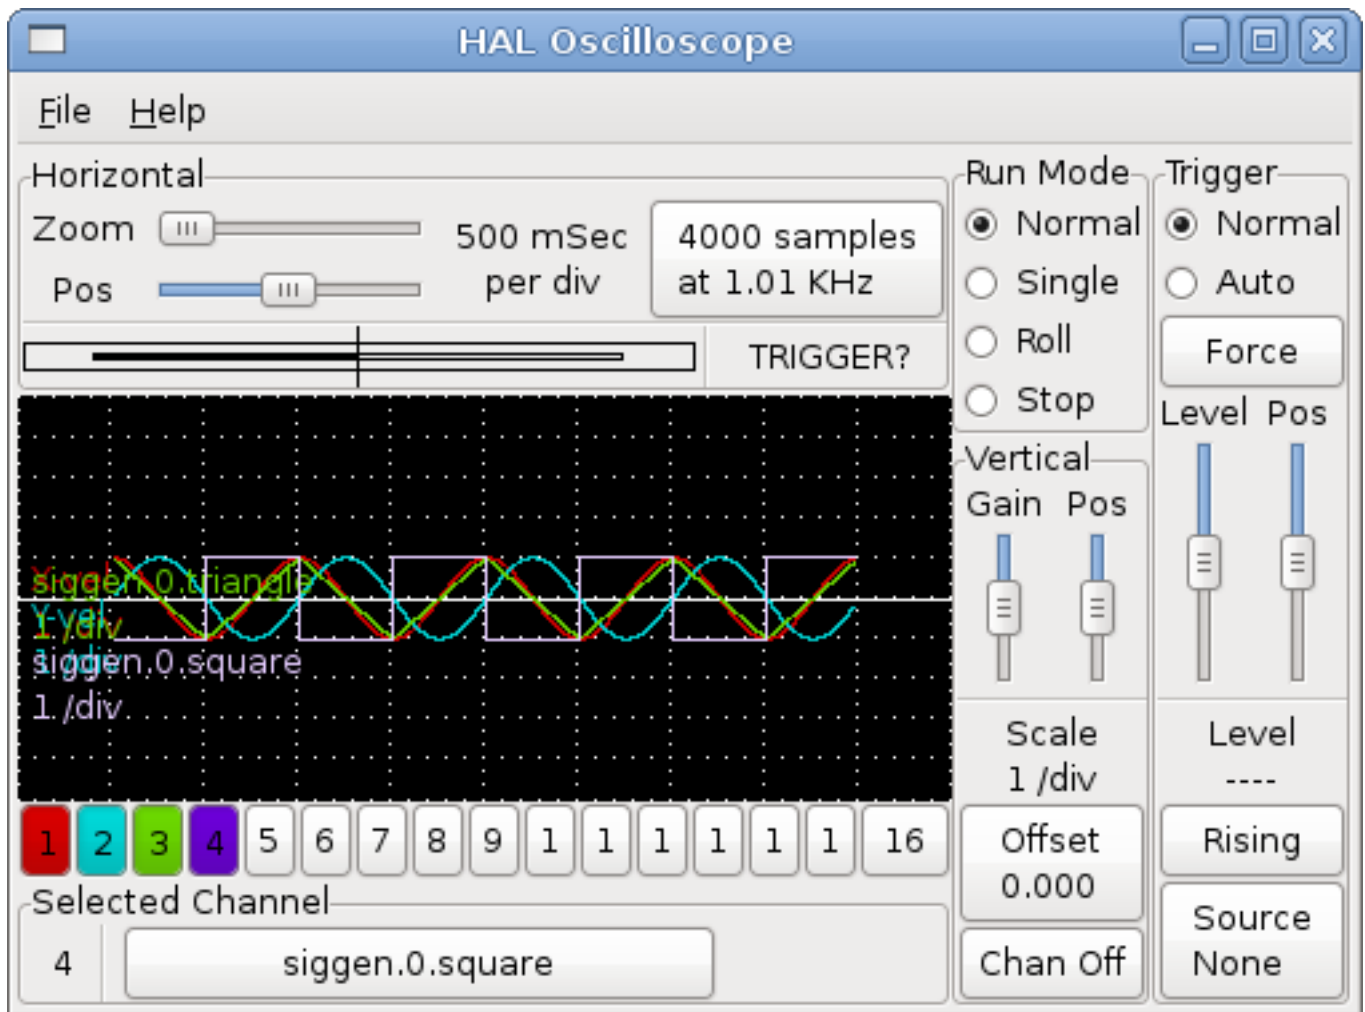 HAL Oscilloscope
File Help
Horizontal
Zoom
Pos
500 mSec
per div
4000 samples
at 1.01 KHz
TRIGGER?
Run Mode
Normal
Single
Roll
Stop
Trigger
Normal
Auto
Force
Level Pos
Vertical
Gain Pos
siggen.0.triangle
Y-vel
1 /div
siggen.0.square
1 /div
Scale
1 /div
Level
----
1 2 3 4 5 6 7 8 9 1 1 1 1 1 1 16
Offset
0.000
Chan Off
Rising
Source
None
Selected Channel
4
siggen.0.square